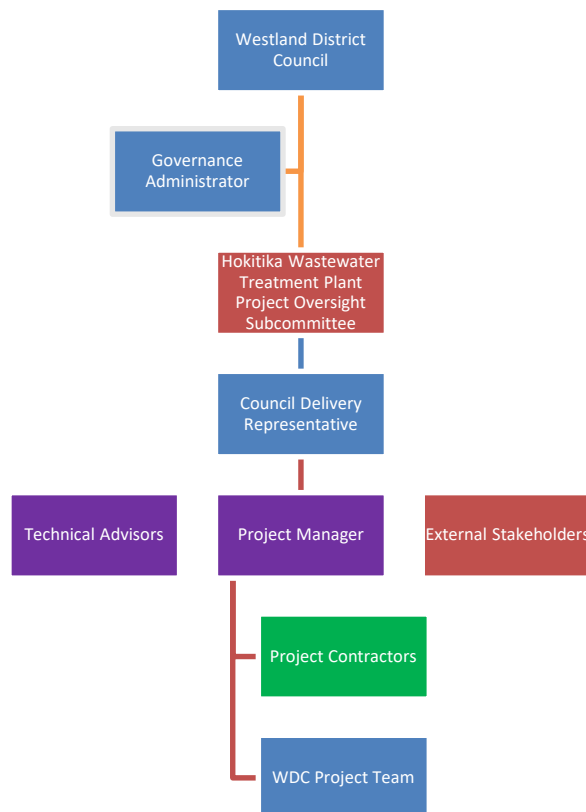 Westland District
Council
Governance
Administrator
Hokitika Wastewater
Treatment Plant
Project Oversight
Subcommittee
Council Delivery
Representative
Technical Advisors
Project Manager
External Stakeholders
Project Contractors
WDC Project Team